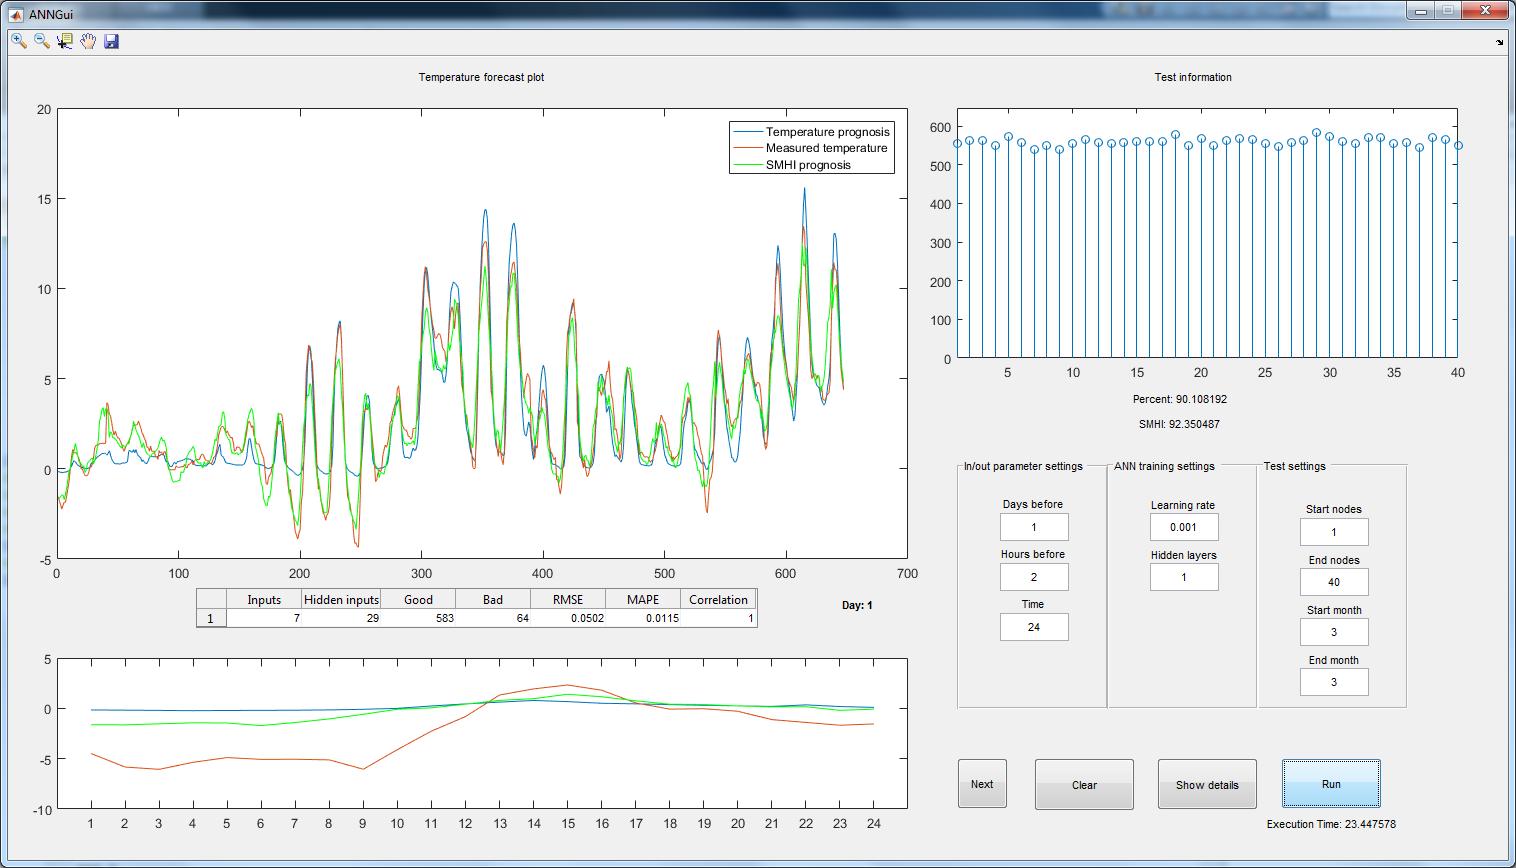 ANNGui
Temperature forecast plot
Test information
20
15
10
5
0
-5
0 100 200 300 400 500 600 700
Temperature prognosis
Measured temperature
SMHI prognosis
600
500
400
300
200
100
0
5 10 15 20 25 30 35 40
Percent: 90.108192
SMHI: 92.350487
Inputs Hidden inputs Good Bad RMSE MAPE Correlation
1 7 29 583 64 0.0502 0.0115 1
Day: 1
5
0
-5
-10
1 2 3 4 5 6 7 8 9 10 11 12 13 14 15 16 17 18 19 20 21 22 23 24
In/out parameter settings
Days before
1
Hours before
2
Time
24
ANN training settings
Learning rate
0.001
Hidden layers
1
Test settings
Start nodes
1
End nodes
40
Start month
3
End month
3
Next
Clear
Show details
Run
Execution Time: 23.447578